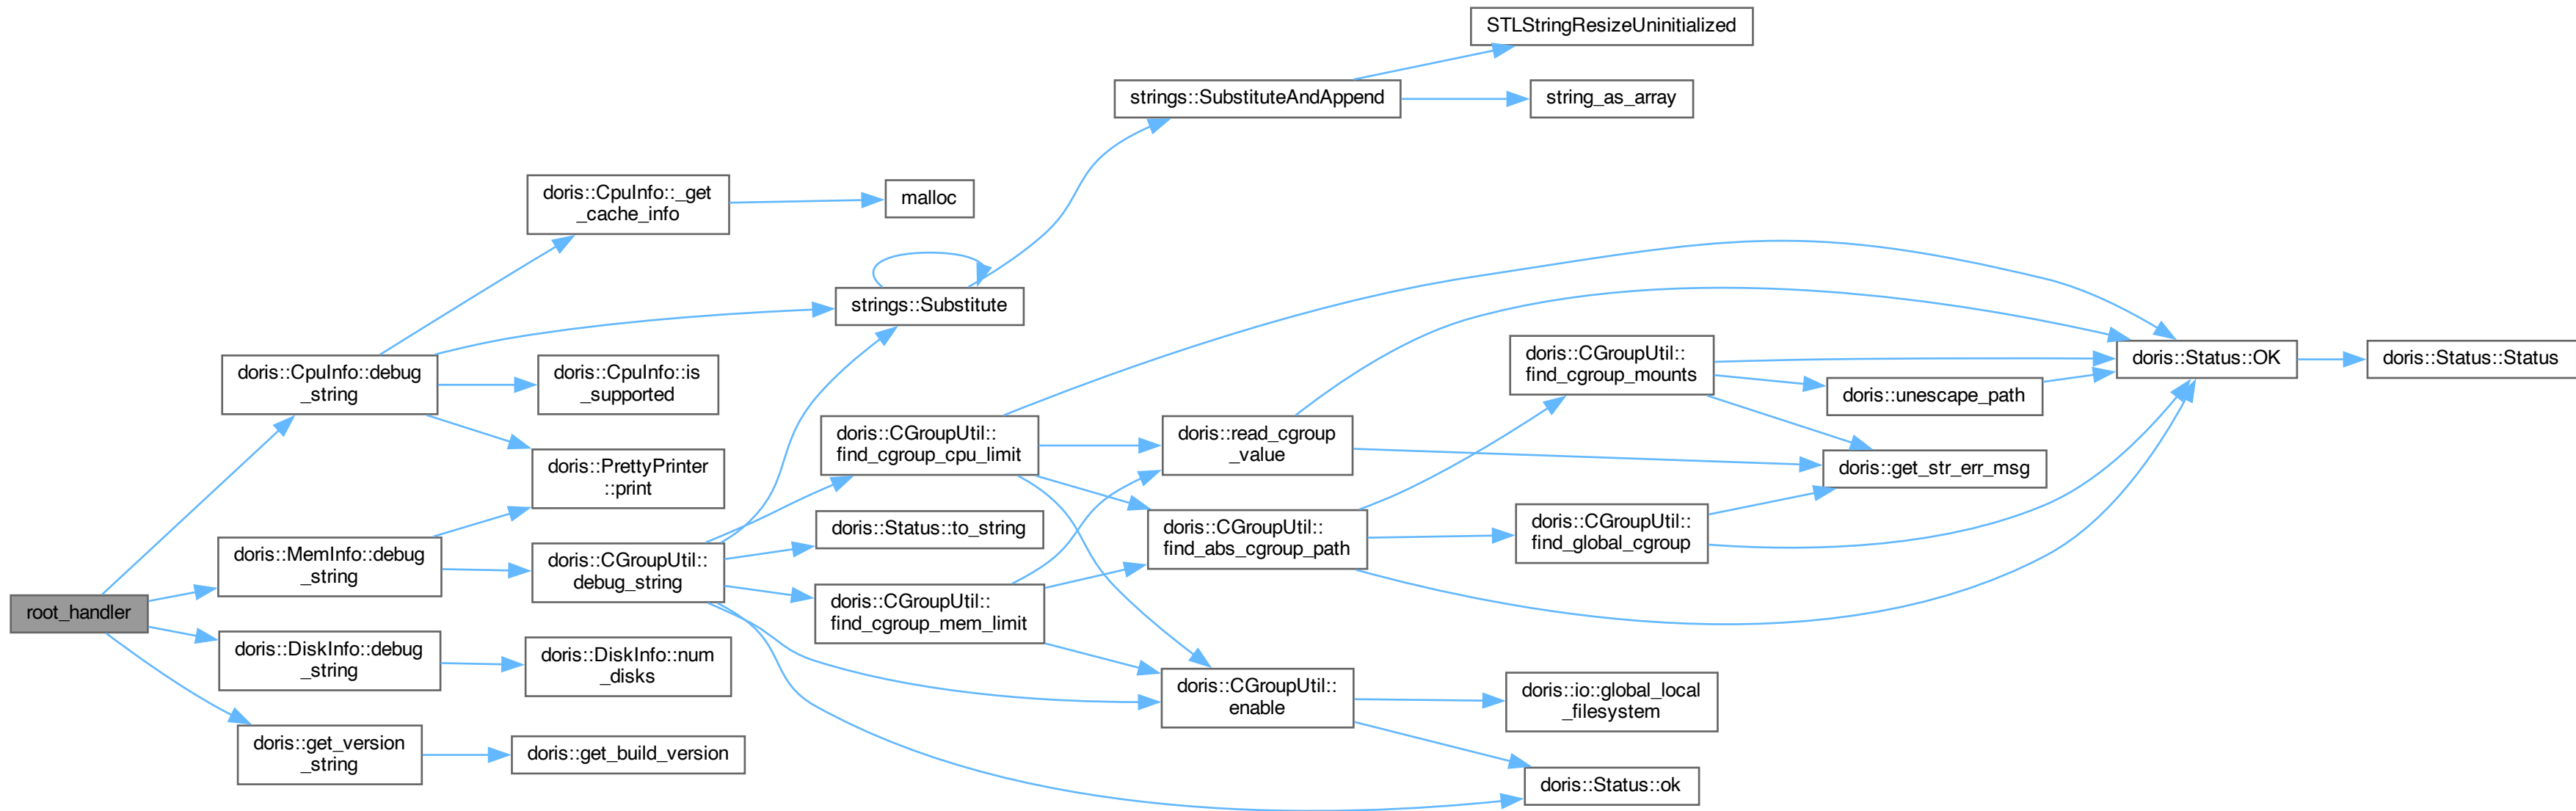 STLStringResizeUninitialized
strings::SubstituteAndAppend
string_as_array
doris::CpuInfo::_get
_cache_info
malloc
strings::Substitute
doris::CpuInfo::debug
_string
doris::CpuInfo::is
_supported
doris::PrettyPrinter
::print
doris::CGroupUtil::
find_cgroup_cpu_limit
doris::read_cgroup
_value
doris::CGroupUtil::
find_cgroup_mounts
doris::unescape_path
doris::Status::OK
doris::Status::Status
doris::get_str_err_msg
doris::MemInfo::debug
_string
doris::CGroupUtil::
debug_string
doris::Status::to_string
doris::CGroupUtil::
find_abs_cgroup_path
doris::CGroupUtil::
find_global_cgroup
root_handler
doris::CGroupUtil::
find_cgroup_mem_limit
doris::DiskInfo::debug
_string
doris::DiskInfo::num
_disks
doris::CGroupUtil::
enable
doris::io::global_local
_filesystem
doris::get_version
_string
doris::get_build_version
doris::Status::ok